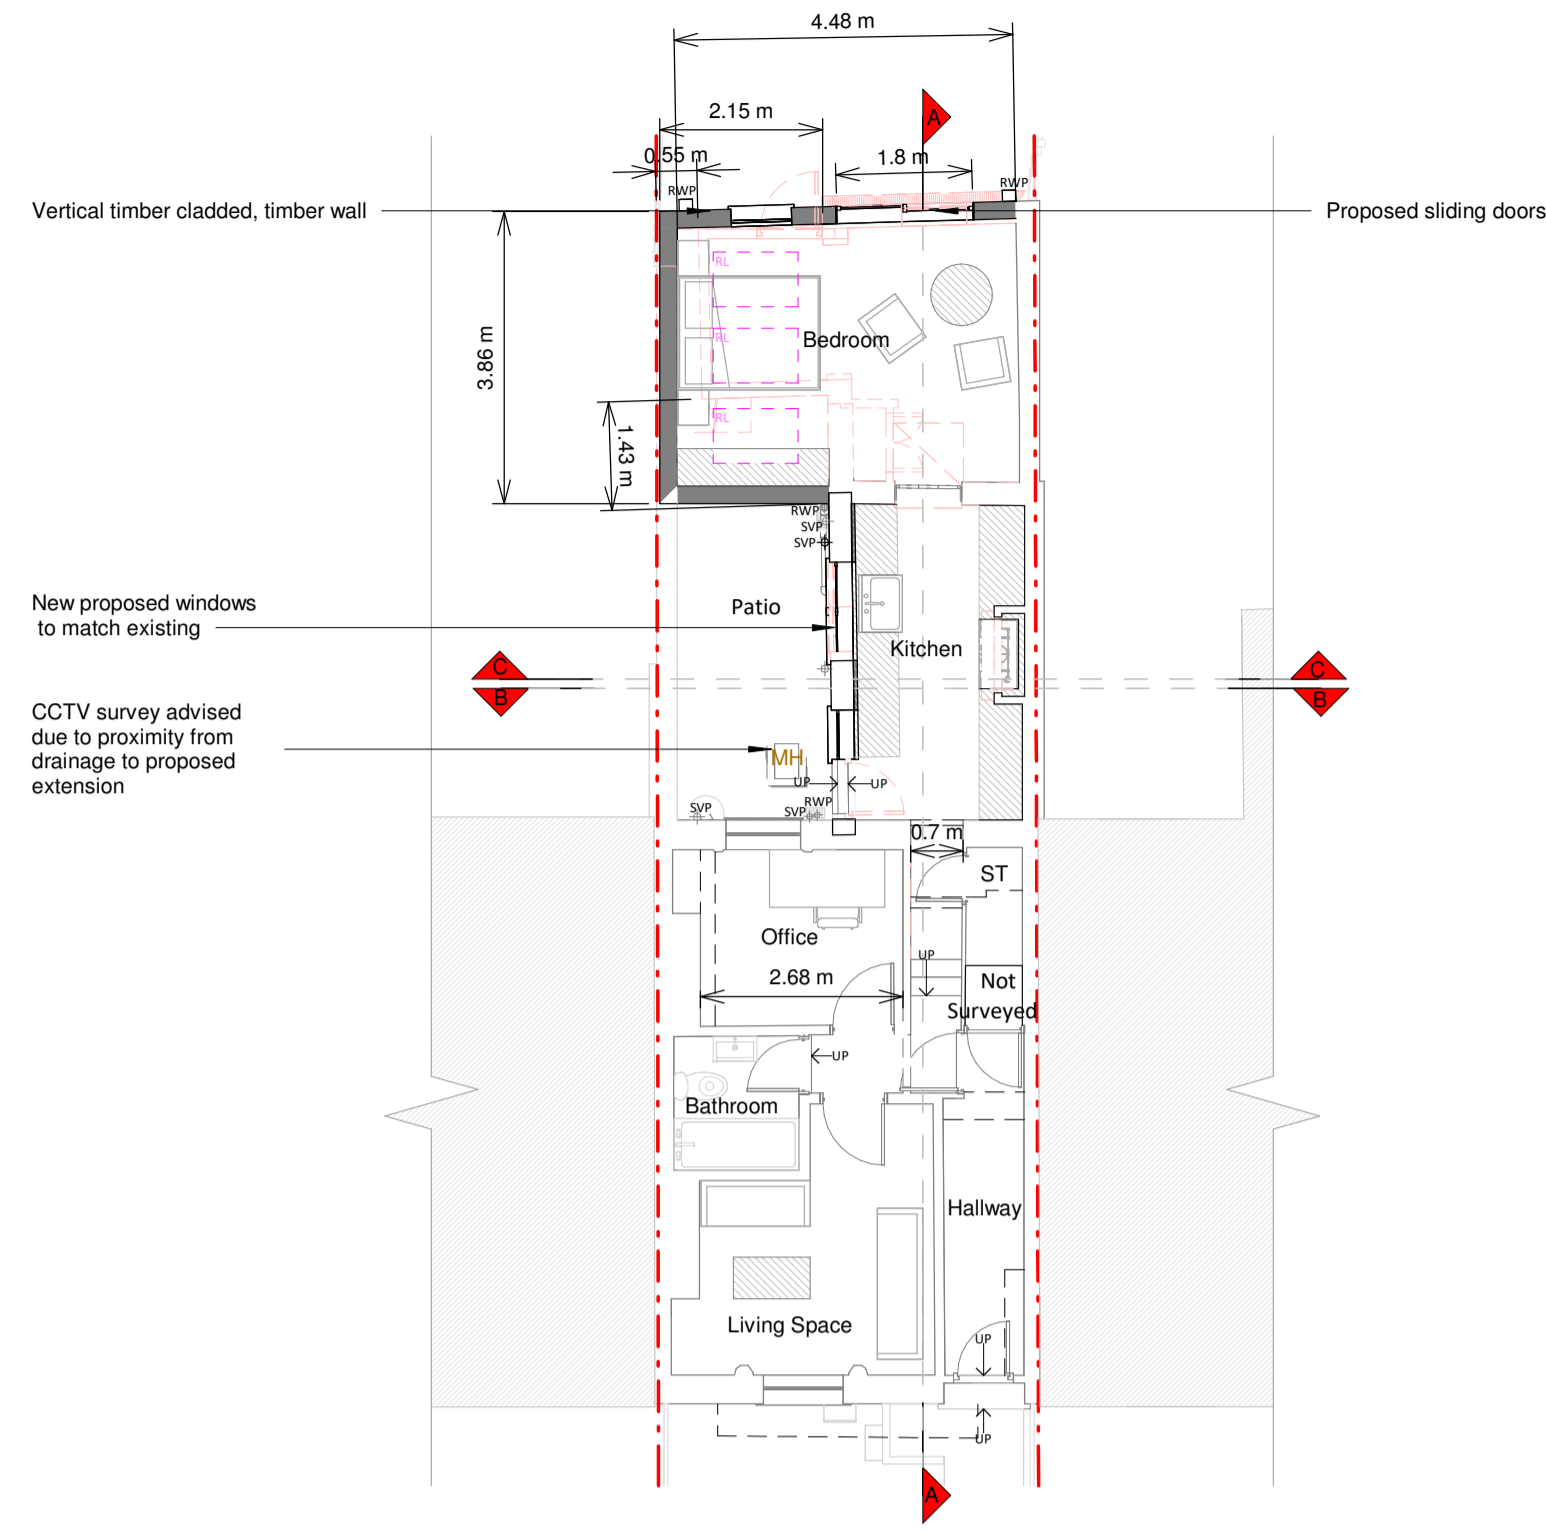 4.48 m
A
2.15 m
0.55 m
1.8 m
RWP
RWP
Vertical timber cladded, timber wall
Proposed sliding doors
RL
Bedroom
RL
3.86 m
RL
1.43 m
RWP
SVP
SVP
New proposed windows
to match existing
Patio
Kitchen
C
B
C
B
CCTV survey advised
due to proximity from
drainage to proposed
extension
MH
UP
UP
SVP
SVP
RWP
0.7 m
ST
Office
UP
2.68 m
Not
Surveyed
UP
Bathroom
Hallway
Living Space
UP
UP
A